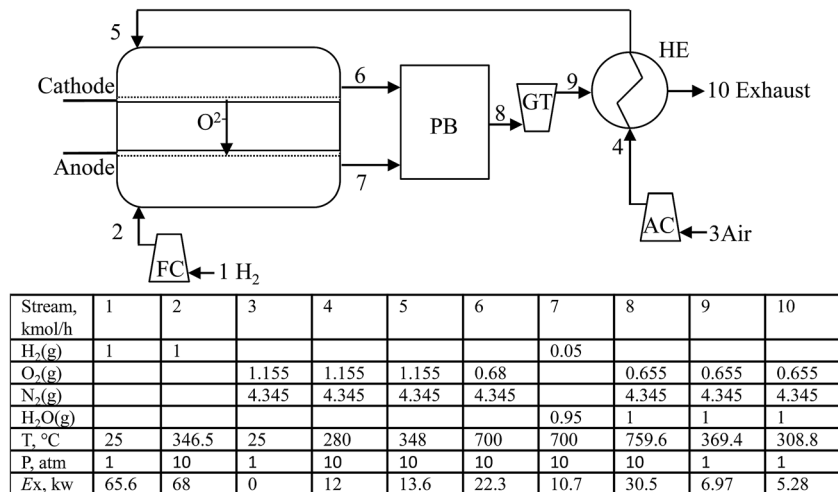 5
HE
Cathode
6
9
10 Exhaust
GT
O²⁻
PB
8
4
Anode
7
2
AC
3Air
FC
1 H₂
Stream, kmol/h 1 2 3 4 5 6 7 8 9 10
H₂(g) 1 1 0.05
O₂(g) 1.155 1.155 1.155 0.68 0.655 0.655 0.655
N₂(g) 4.345 4.345 4.345 4.345 4.345 4.345 4.345
H₂O(g) 0.95 1 1 1
T, °C 25 346.5 25 280 348 700 700 759.6 369.4 308.8
P, atm 1 10 1 10 10 10 10 10 1 1
Ex, kw 65.6 68 0 12 13.6 22.3 10.7 30.5 6.97 5.28